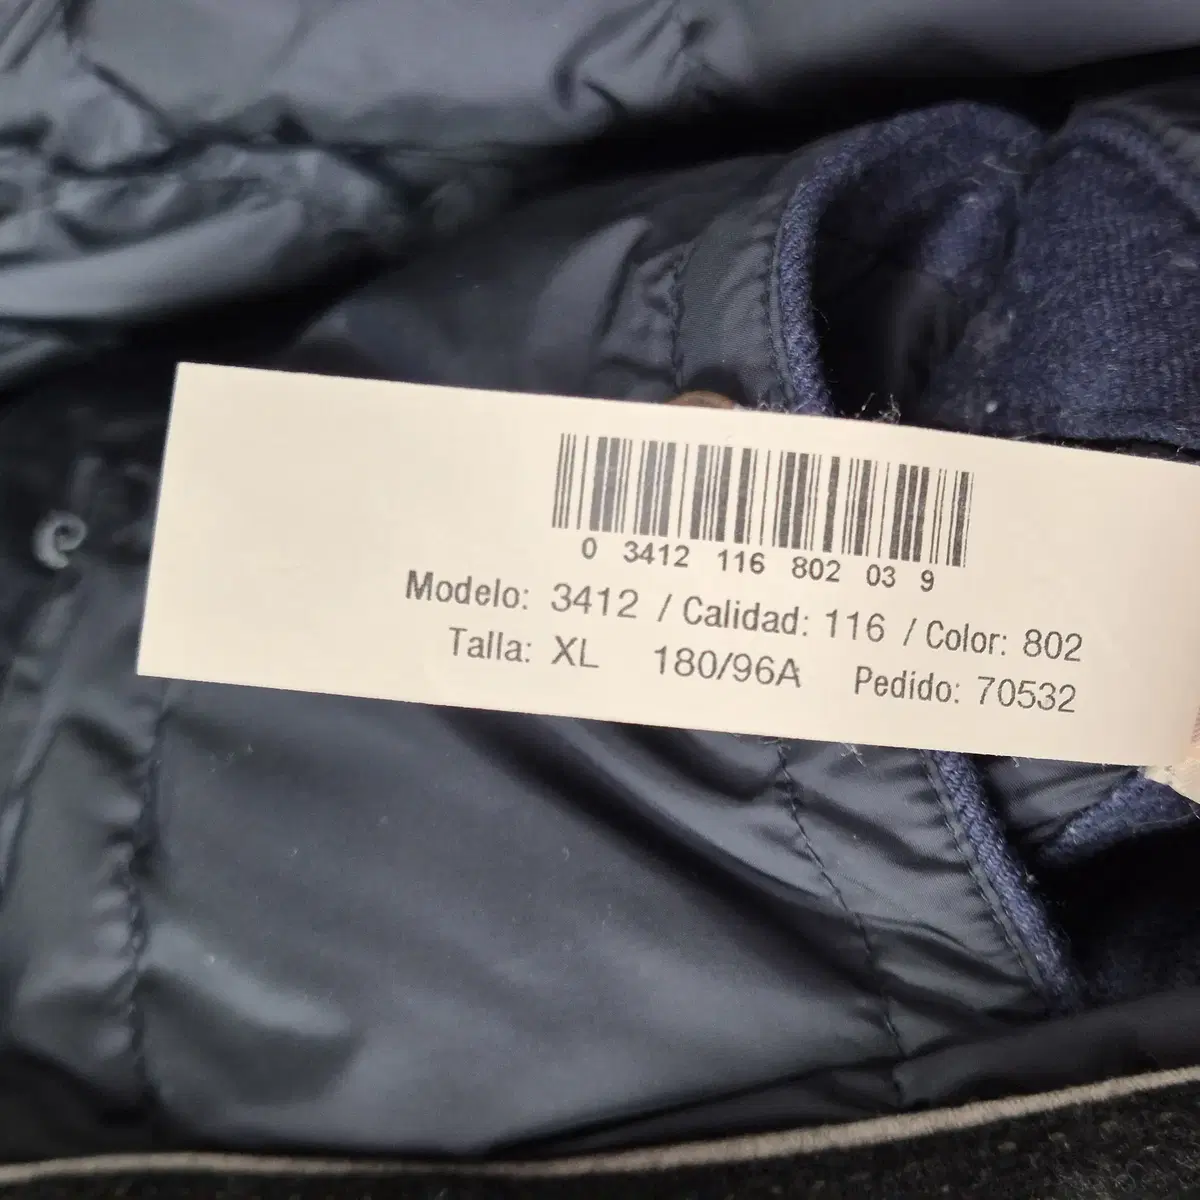 0 3412 116 802 03 9
Modelo: 3412 / Calidad: 116 / Color: 802
Talla: XL 180/96A Pedido: 70532